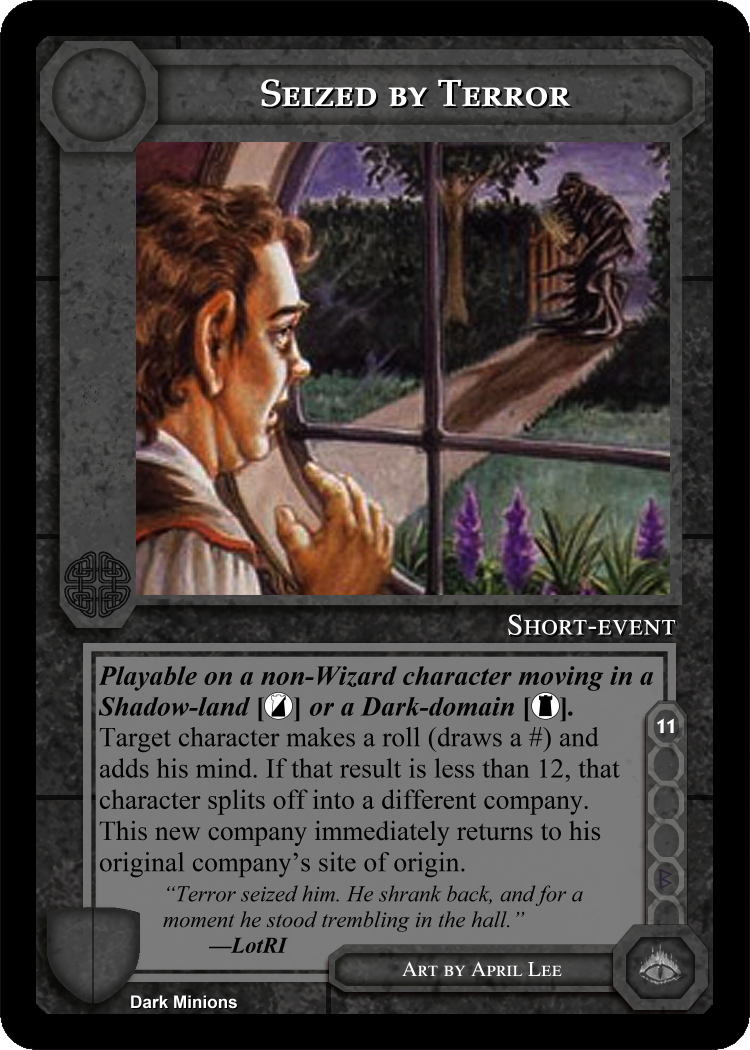 Seized by Terror
Short-event
Playable on a non-Wizard character moving in a
Shadow-land [] or a Dark-domain [].
Target character makes a roll (draws a #) and
adds his mind. If that result is less than 12, that
character splits off into a different company.
This new company immediately returns to his
original company’s site of origin.
“Terror seized him. He shrank back, and for a
moment he stood trembling in the hall.”
—LotRI
11
B
Art by April Lee
Dark Minions